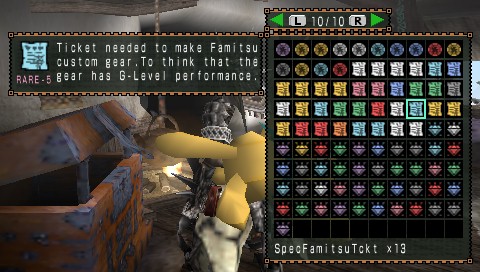 L 10/10 R
Ticket needed to make Famitsu
custom gear.To think that the
gear has G-Level performance.
RARE-5
SpecFamitsuTckt x13